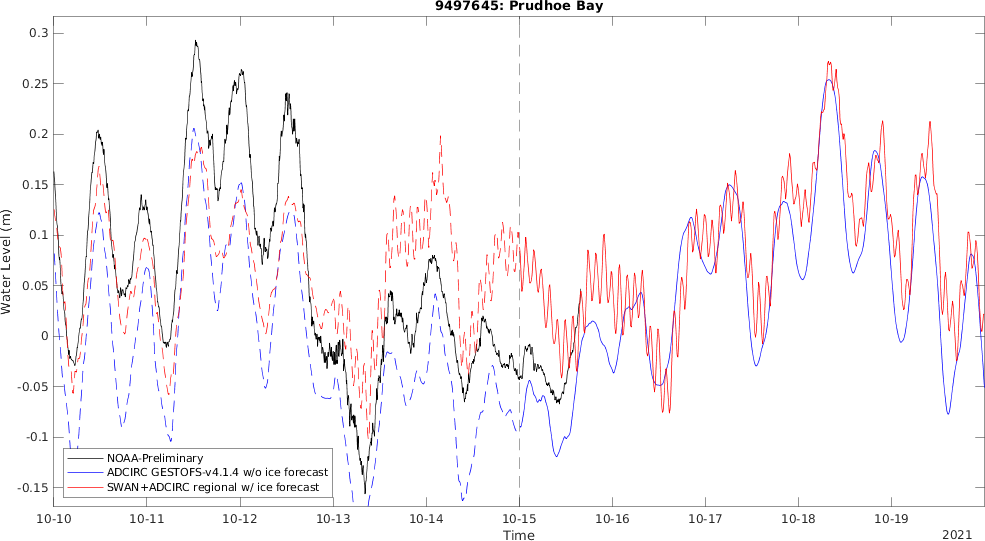 9497645: Prudhoe Bay
Water Level (m)
0.3
0.25
0.2
0.15
0.1
0.05
0
-0.05
-0.1
-0.15
NOAA-Preliminary
ADCIRC GESTOFS-v4.1.4 w/o ice forecast
SWAN+ADCIRC regional w/ ice forecast
10-10 10-11 10-12 10-13 10-14 10-15 10-16 10-17 10-18 10-19
Time
2021